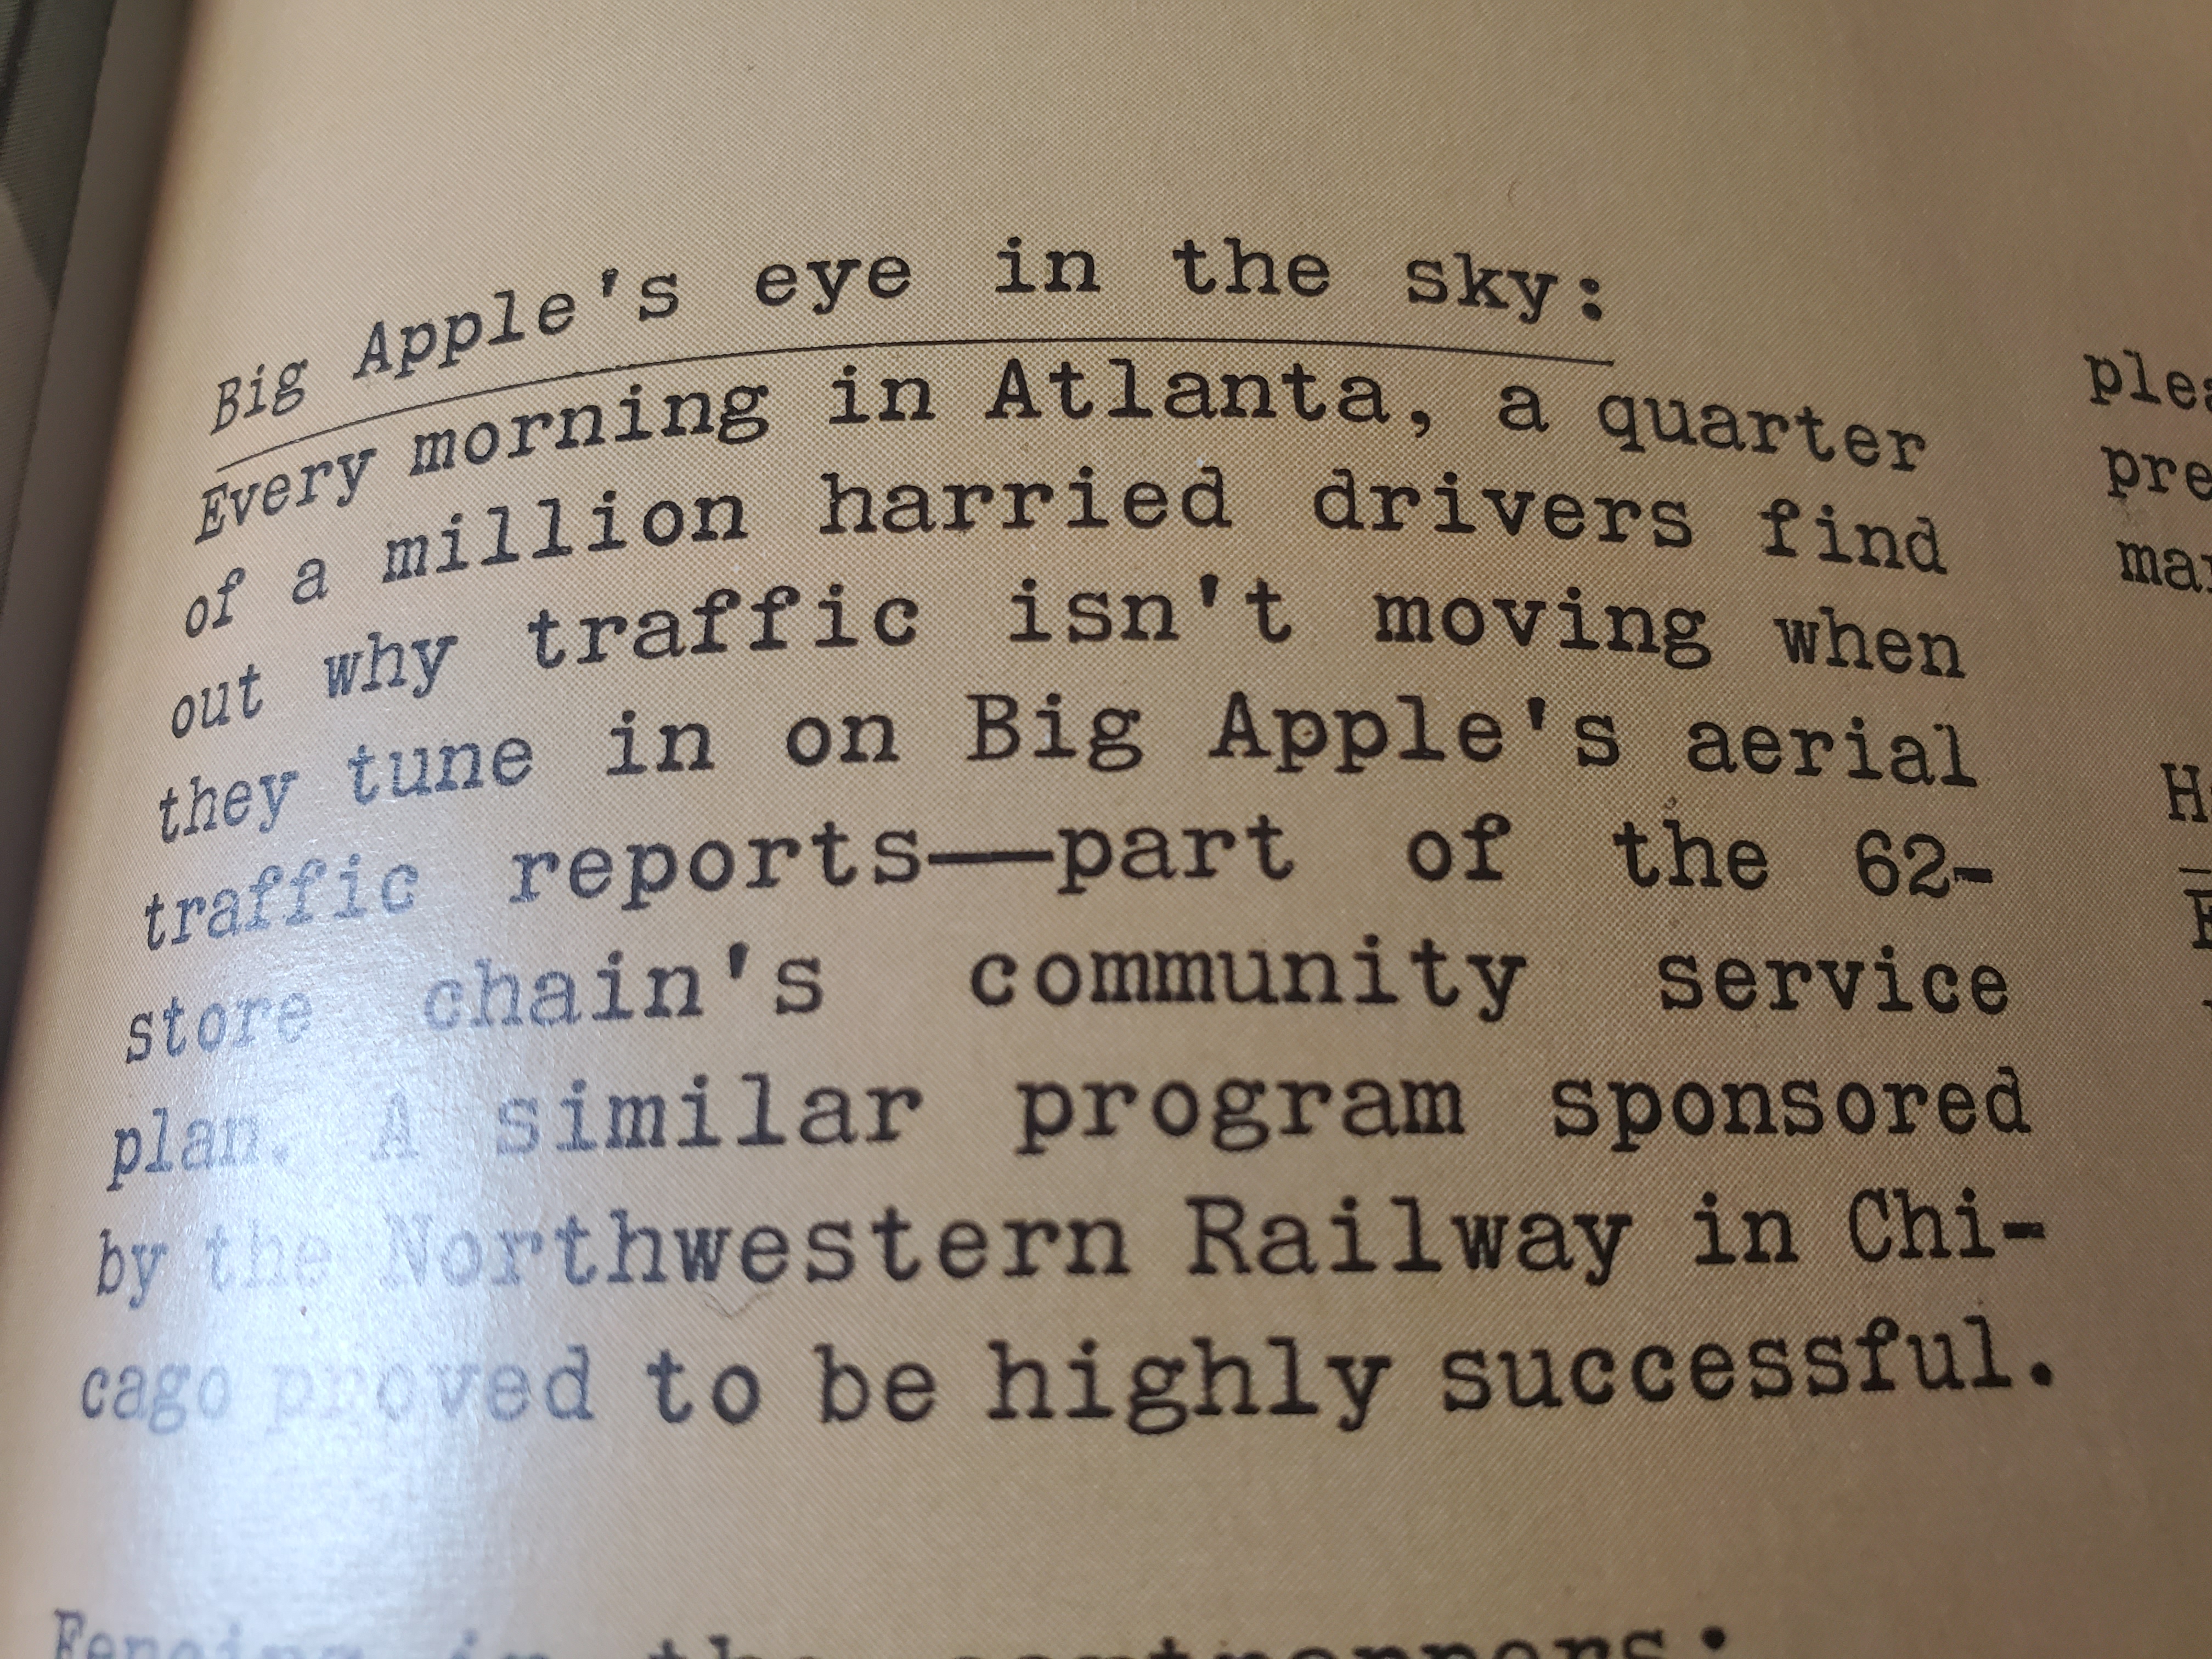 Big Apple's eye in the sky:
Every morning in Atlanta, a quarter
of a million harried drivers find
out why traffic isn't moving when
they tune in on Big Apple's aerial
traffic reports—part of the 62-
store chain's community service
plan. A similar program sponsored
by the Northwestern Railway in Chi-
cago proved to be highly successful.
in the